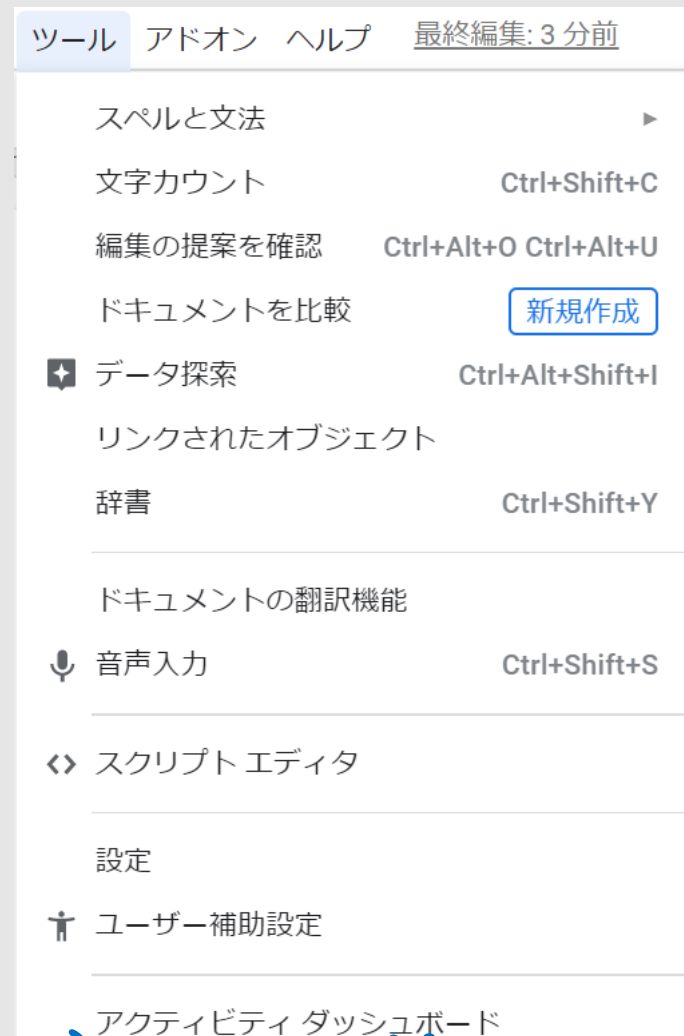 ツール アドオン ヘルプ 最終編集: 3 分前
スペルと文法 ►
文字カウント Ctrl+Shift+C
編集の提案を確認 Ctrl+Alt+O Ctrl+Alt+U
ドキュメントを比較 新規作成
データ探索 Ctrl+Alt+Shift+I
リンクされたオブジェクト
辞書 Ctrl+Shift+Y
ドキュメントの翻訳機能
音声入力 Ctrl+Shift+S
スクリプト エディタ
設定
ユーザー補助設定
アクティビティ ダッシュボード